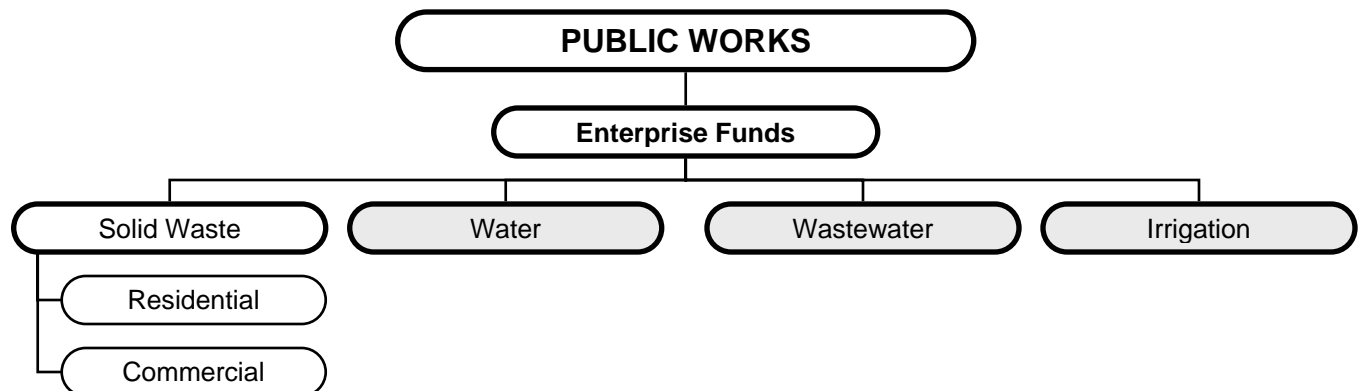 PUBLIC WORKS
Enterprise Funds
Solid Waste
Water
Wastewater
Irrigation
Residential
Commercial